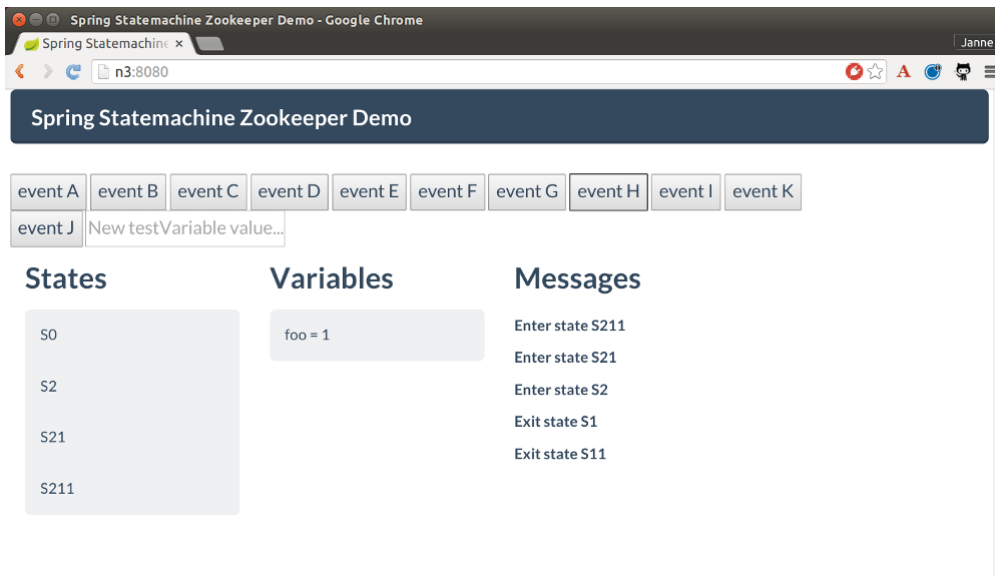 Spring Statemachine Zookeeper Demo - Google Chrome
Spring Statemachine ×
Janne
n3:8080
A
Spring Statemachine Zookeeper Demo
event A event B event C event D event E event F event G event H event I event K
event J New testVariable value...
States Variables Messages
S0 foo = 1 Enter state S211
Enter state S21
S2 Enter state S2
Exit state S1
S21
Exit state S11
S211